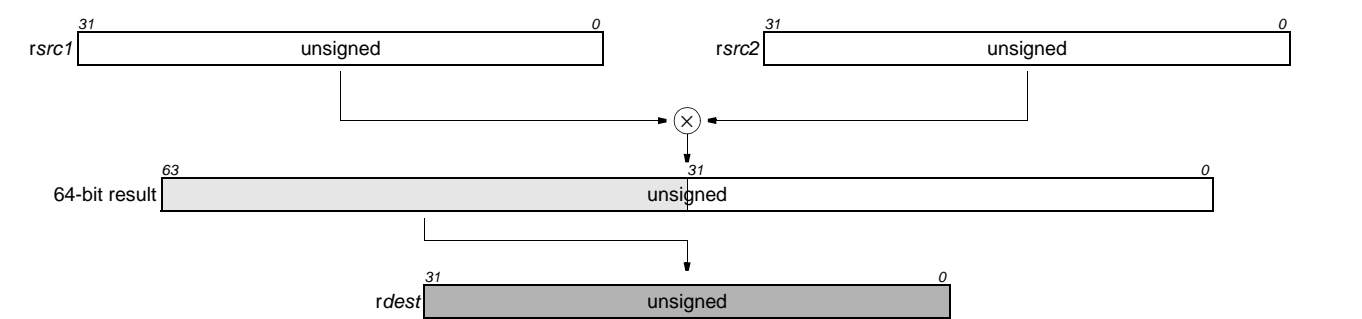 31 0 31 0
rsrc1 unsigned rsrc2 unsigned
×
63 31 0
64-bit result unsigned
31 0
rdest unsigned